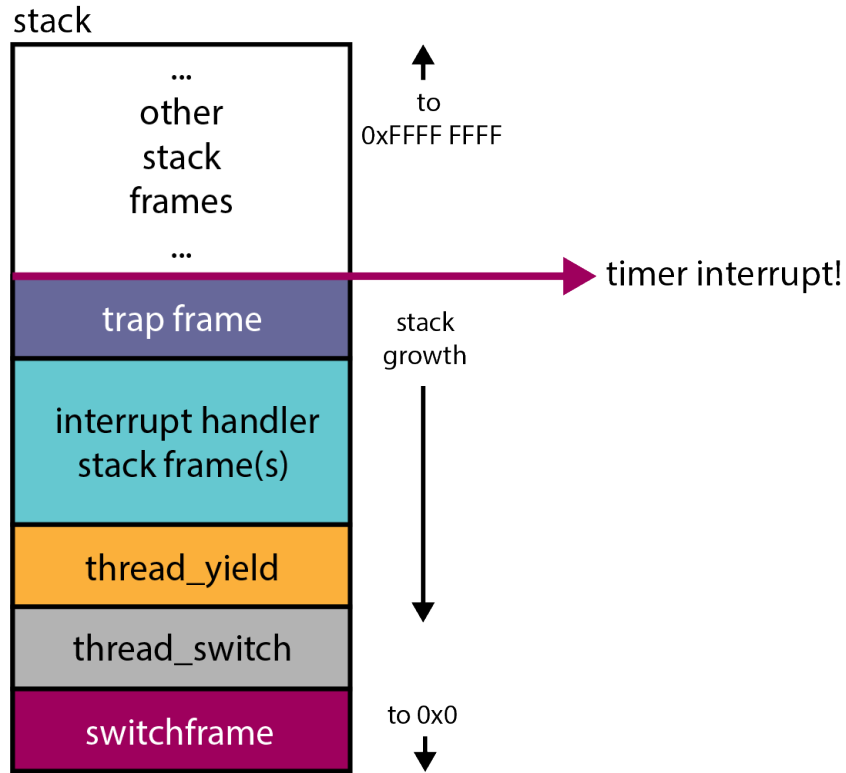 stack
...
other
stack
frames
...
to
0xFFFF FFFF
timer interrupt!
trap frame
stack
growth
interrupt handler
stack frame(s)
thread_yield
thread_switch
switchframe
to 0x0